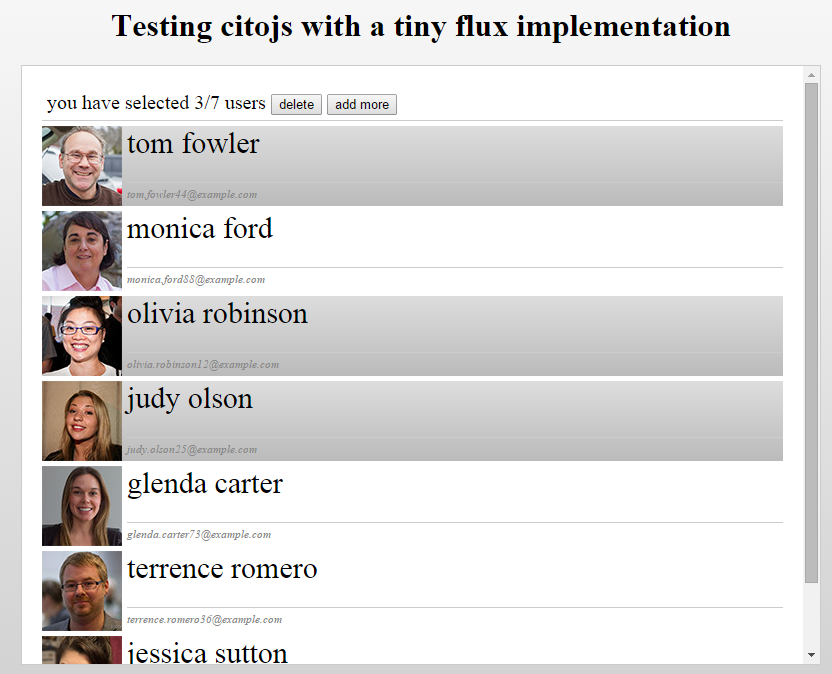 Testing citojs with a tiny flux implementation
you have selected 3/7 users delete add more
tom fowler
tom.fowler44@example.com
monica ford
monica.ford88@example.com
olivia robinson
olivia.robinson12@example.com
judy olson
judy.olson25@example.com
glenda carter
glenda.carter73@example.com
terrence romero
terrence.romero36@example.com
jessica sutton